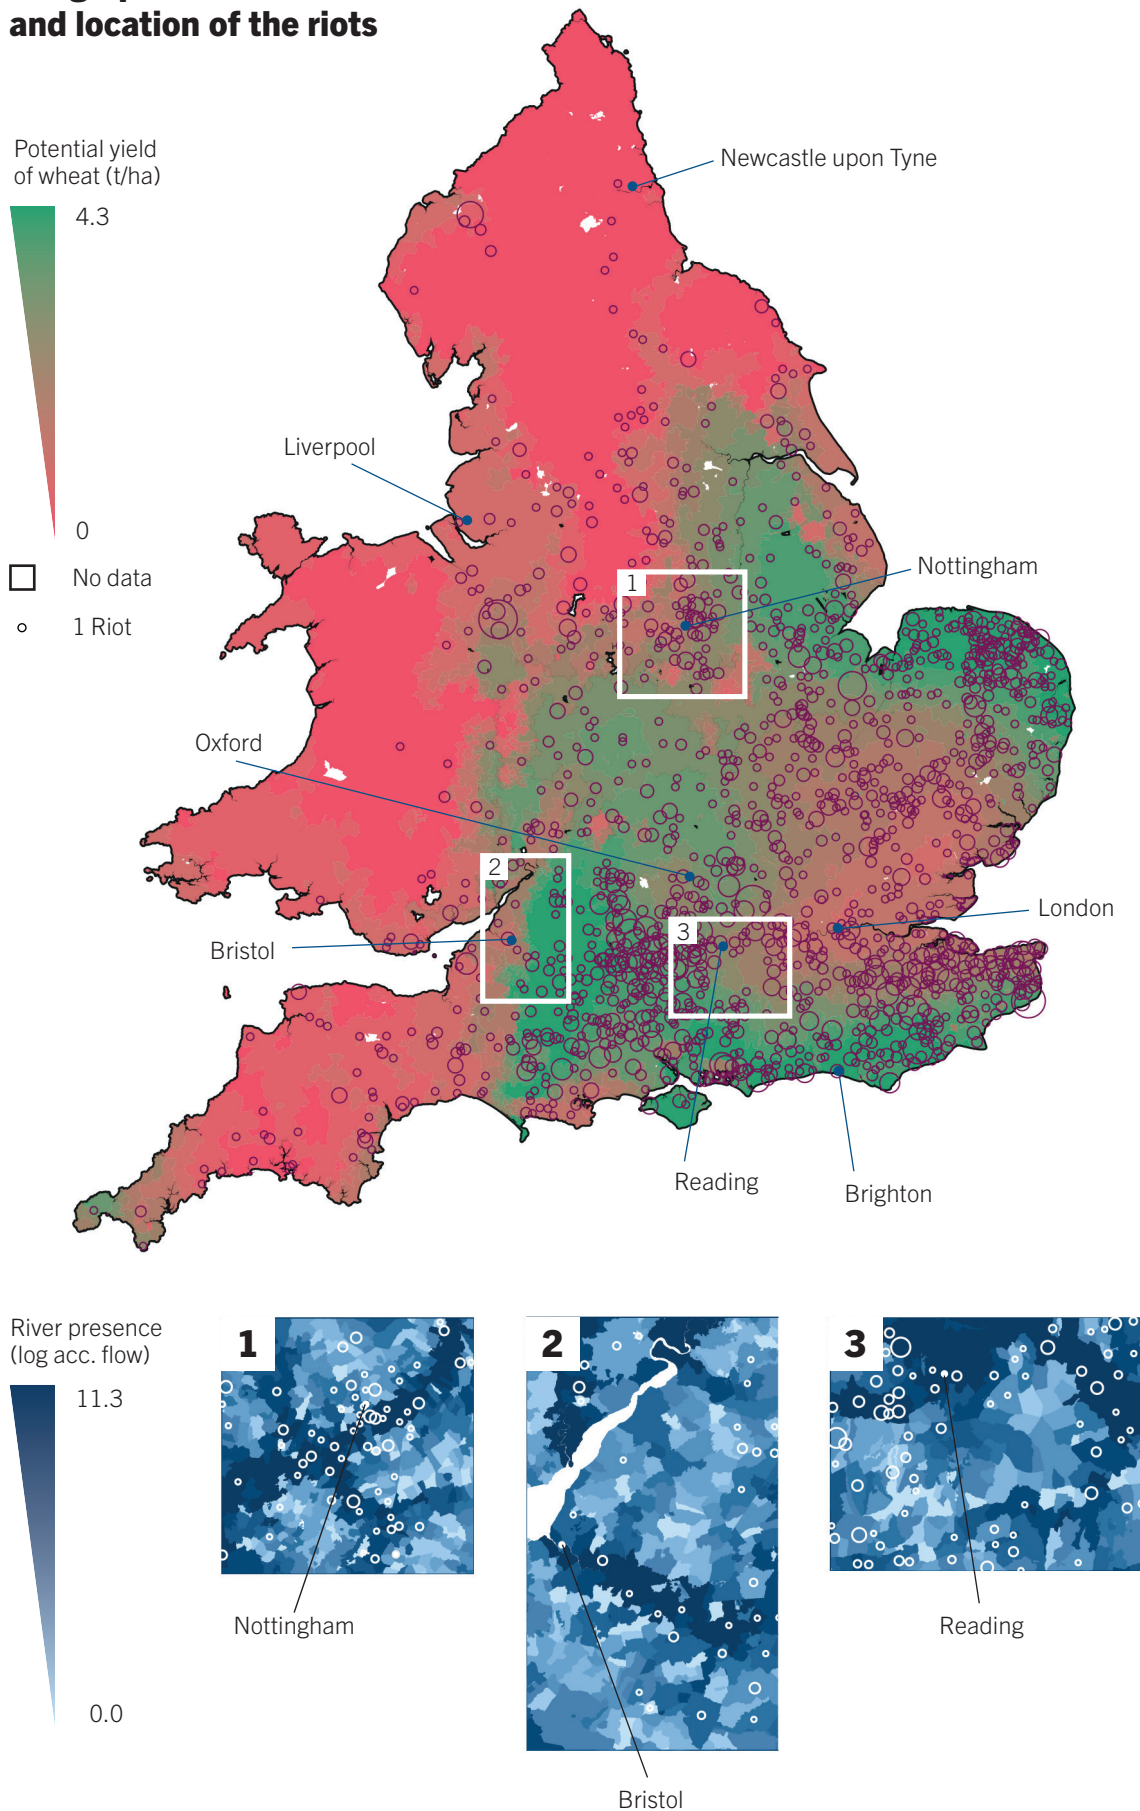 and location of the riots
Potential yield
of wheat (t/ha)
4.3
0
No data
1 Riot
Newcastle upon Tyne
Liverpool
Nottingham
1
Oxford
2
Bristol
3
London
Reading
Brighton
River presence
(log acc. flow)
11.3
0.0
1
2
3
Nottingham
Reading
Bristol